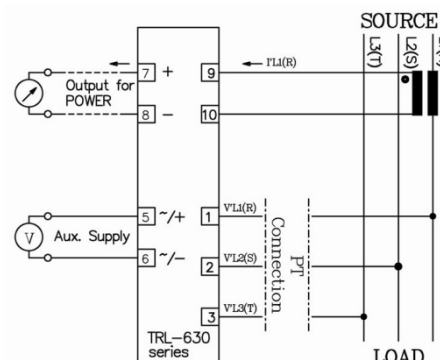 SOURCE
L3(T)
L2(S)
7 + 9
I'L1(R)
Output for
POWER
8 - 10
5 ~/+ 1
V'L1(R)
V
Aux. Supply
6 ~/- 2
V'L2(S)
PT
Connection
3
V'L3(T)
TRL-630
series
LOAD